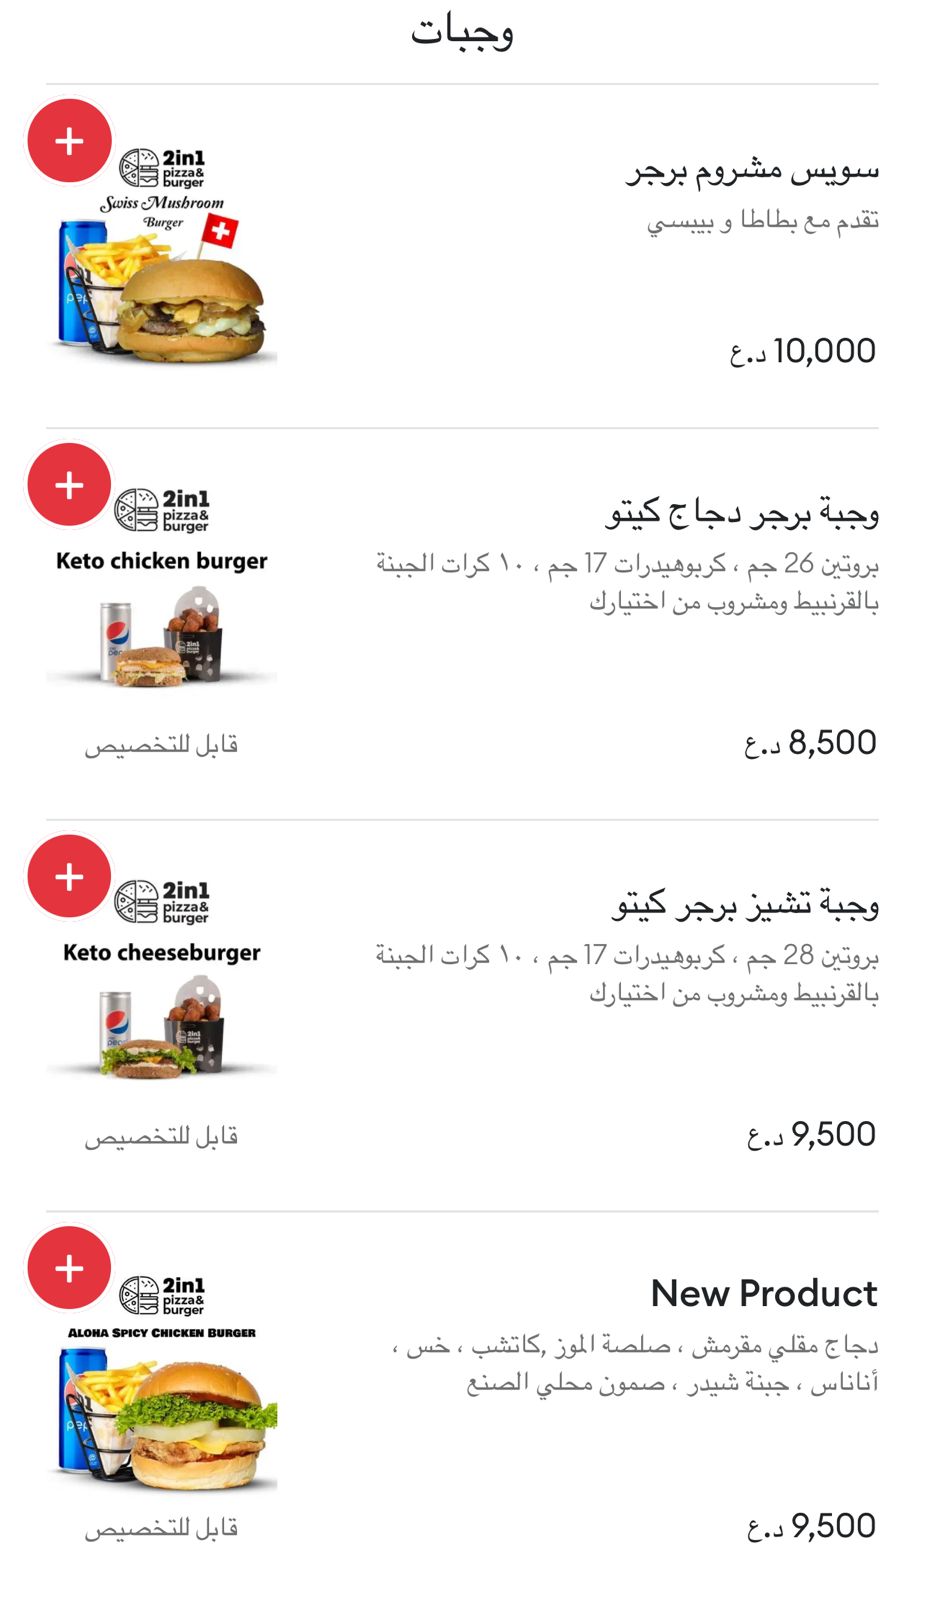 وجبات
سويس مشروم برجر
تقدم مع بطاطا و بيبسي
10,000 د.ع
2in1
pizza&
burger
Swiss Mushroom
Burger
وجبة برجر دجاج كيتو
بروتين 26 جم ، كربوهيدرات 17 جم ، ١٠ كرات الجبنة
بالقرنبيط ومشروب من اختيارك
8,500 د.ع
2in1
pizza&
burger
Keto chicken burger
قابل للتخصيص
وجبة تشيز برجر كيتو
بروتين 28 جم ، كربوهيدرات 17 جم ، ١٠ كرات الجبنة
بالقرنبيط ومشروب من اختيارك
9,500 د.ع
2in1
pizza&
burger
Keto cheeseburger
قابل للتخصيص
New Product
دجاج مقلي مقرمش ، صلصة الموز ,كاتشب ، خس ،
أناناس ، جبنة شيدر ، صمون محلي الصنع
9,500 د.ع
2in1
pizza&
burger
ALOHA SPICY CHICKEN BURGER
قابل للتخصيص